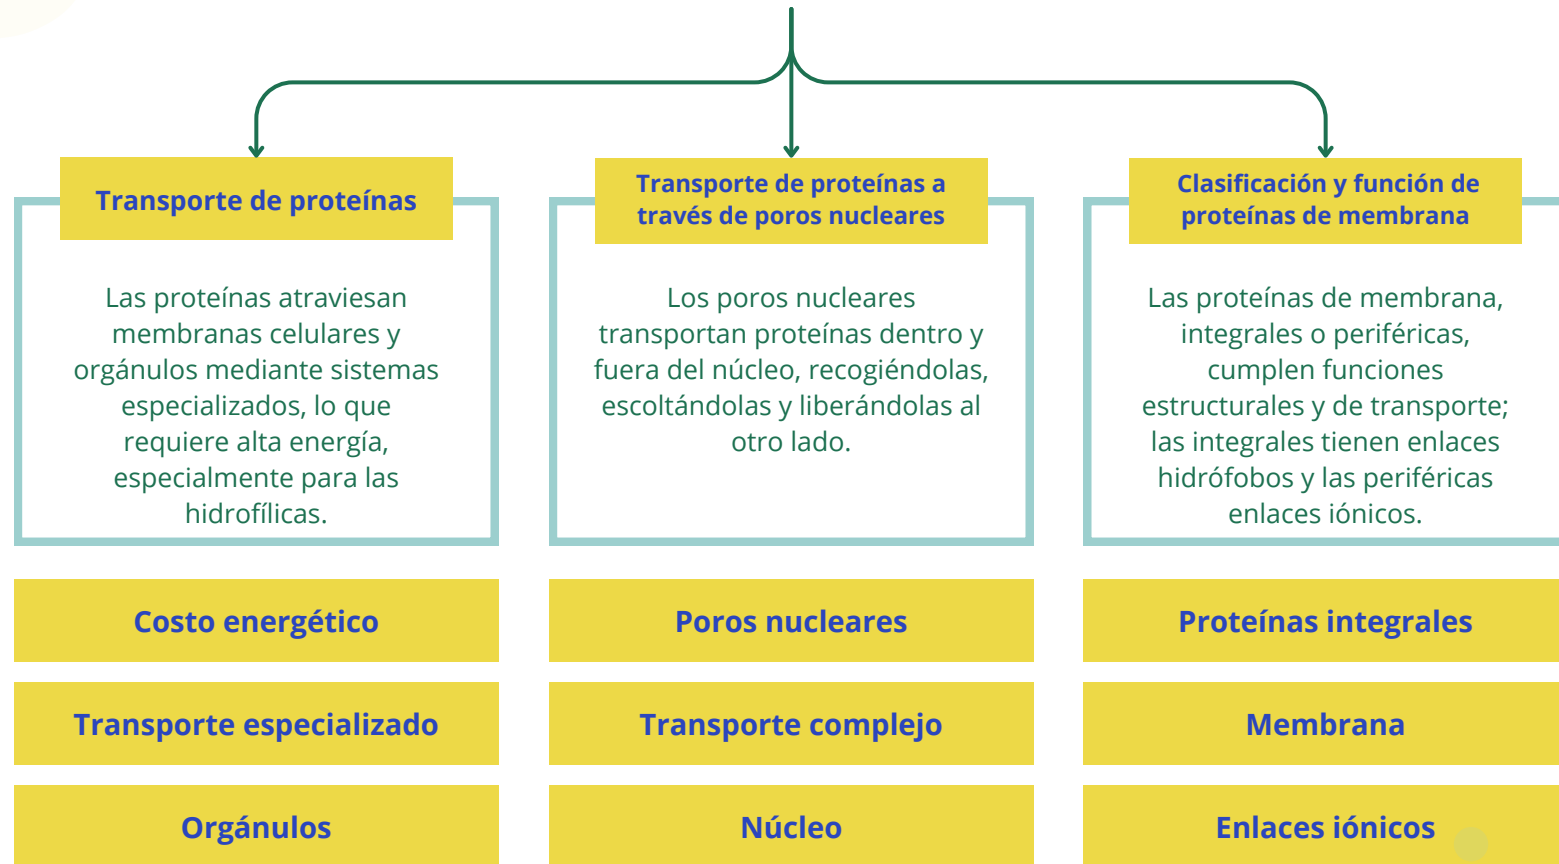 Transporte de proteínas
Las proteínas atraviesan
membranas celulares y
orgánulos mediante sistemas
especializados, lo que
requiere alta energía,
especialmente para las
hidrofílicas.
Costo energético
Transporte especializado
Orgánulos
Transporte de proteínas a
través de poros nucleares
Los poros nucleares
transportan proteínas dentro y
fuera del núcleo, recogiéndolas,
escoltándolas y liberándolas al
otro lado.
Poros nucleares
Transporte complejo
Núcleo
Clasificación y función de
proteínas de membrana
Las proteínas de membrana,
integrales o periféricas,
cumplen funciones
estructurales y de transporte;
las integrales tienen enlaces
hidrófobos y las periféricas
enlaces iónicos.
Proteínas integrales
Membrana
Enlaces iónicos